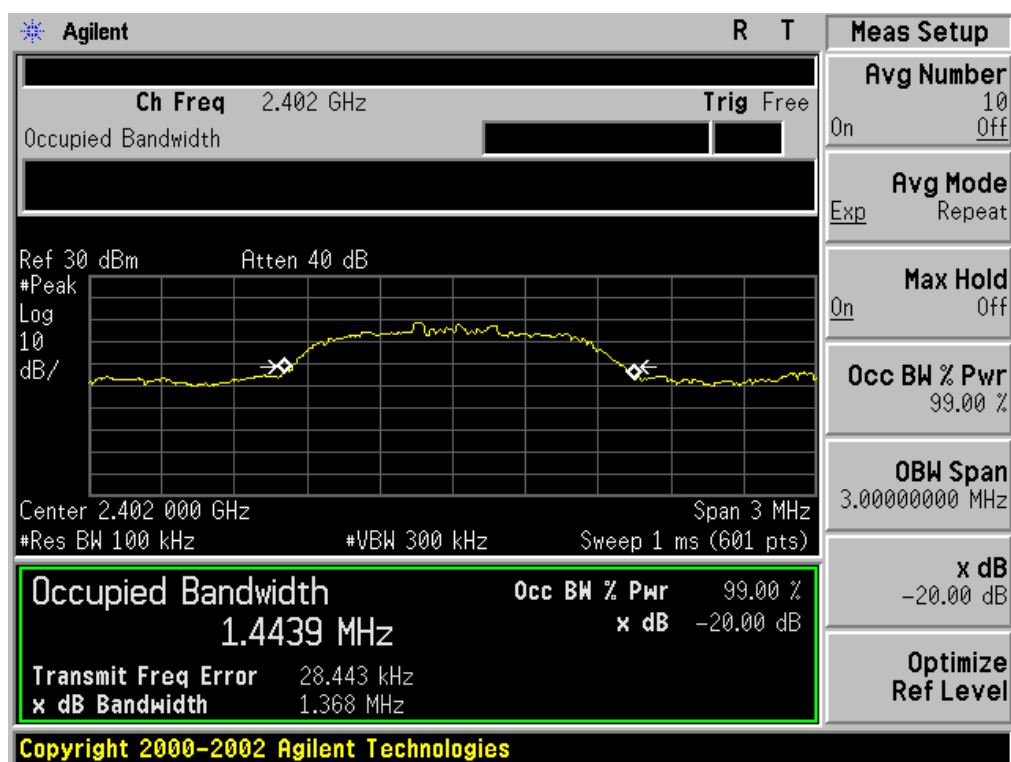 Agilent R T
Ch Freq 2.402 GHz Trig Free
Occupied Bandwidth
Ref 30 dBm Atten 40 dB
#Peak
Log
10
dB/
Center 2.402 000 GHz Span 3 MHz
#Res BW 100 kHz #VBW 300 kHz Sweep 1 ms (601 pts)
Occupied Bandwidth Occ BW % Pwr 99.00 %
1.4439 MHz x dB -20.00 dB
Transmit Freq Error 28.443 kHz
x dB Bandwidth 1.368 MHz
Copyright 2000-2002 Agilent Technologies
Meas Setup
Avg Number
10
On Off
Avg Mode
Exp Repeat
Max Hold
On Off
Occ BW % Pwr
99.00 %
OBW Span
3.00000000 MHz
x dB
-20.00 dB
Optimize
Ref Level